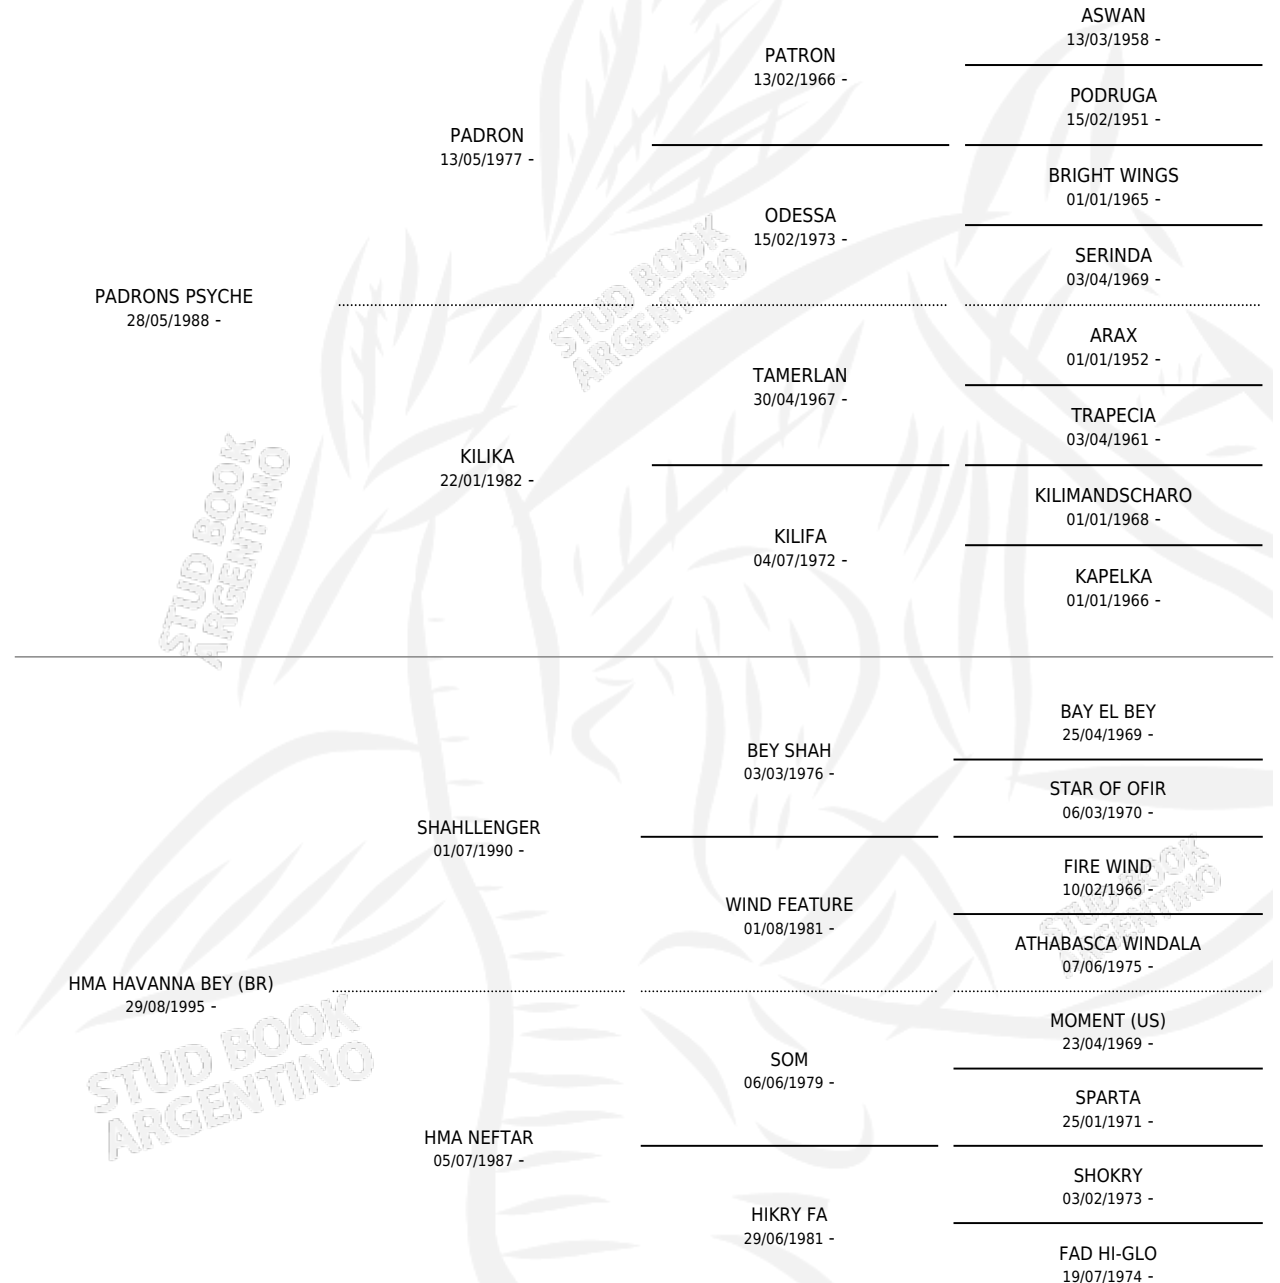 ASWAN
13/03/1958 -
PATRON
13/02/1966 -
PODRUGA
15/02/1951 -
PADRON
13/05/1977 -
BRIGHT WINGS
01/01/1965 -
ODESSA
15/02/1973 -
SERINDA
03/04/1969 -
PADRONS PSYCHE
28/05/1988 -
STUD BOOK
ARGENTINO
ARAX
01/01/1952 -
TAMERLAN
30/04/1967 -
TRAPECIA
03/04/1961 -
KILIKA
22/01/1982 -
KILIMANDSCHARO
01/01/1968 -
KILIFA
04/07/1972 -
KAPELKA
01/01/1966 -
STUD BOOK
ARGENTINO
BAY EL BEY
25/04/1969 -
BEY SHAH
03/03/1976 -
STAR OF OFIR
06/03/1970 -
SHAHLLENGER
01/07/1990 -
FIRE WIND
10/02/1966 -
WIND FEATURE
01/08/1981 -
STUD BOOK
ARGENTINO
ATHABASCA WINDALA
07/06/1975 -
HMA HAVANNA BEY (BR)
29/08/1995 -
STUD BOOK
ARGENTINO
MOMENT (US)
23/04/1969 -
SOM
06/06/1979 -
SPARTA
25/01/1971 -
HMA NEFTAR
05/07/1987 -
SHOKRY
03/02/1973 -
HIKRY FA
29/06/1981 -
FAD HI-GLO
19/07/1974 -